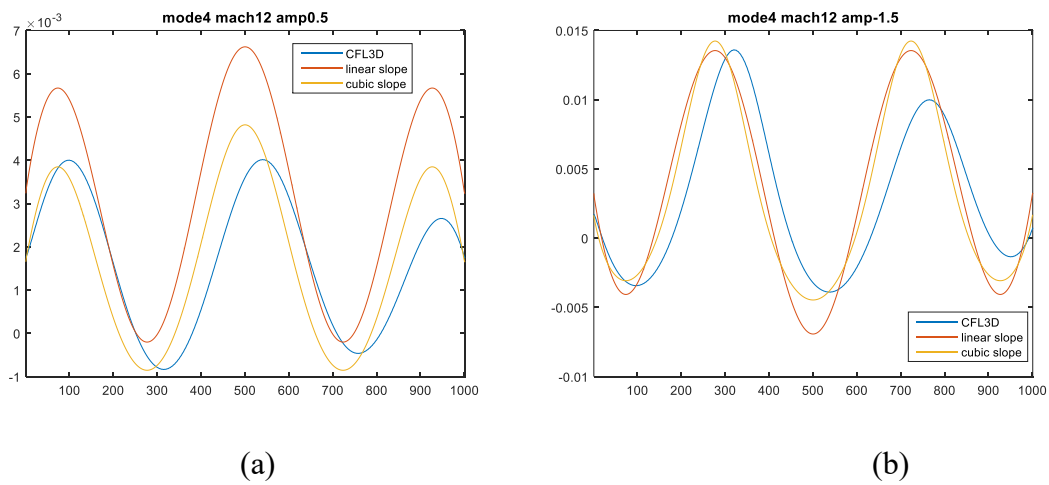 mode4 mach12 amp0.5
×10⁻³
7
6
5
4
3
2
1
0
-1
100 200 300 400 500 600 700 800 900 1000
CFL3D
linear slope
cubic slope
(a)
mode4 mach12 amp-1.5
0.015
0.01
0.005
0
-0.005
-0.01
100 200 300 400 500 600 700 800 900 1000
CFL3D
linear slope
cubic slope
(b)